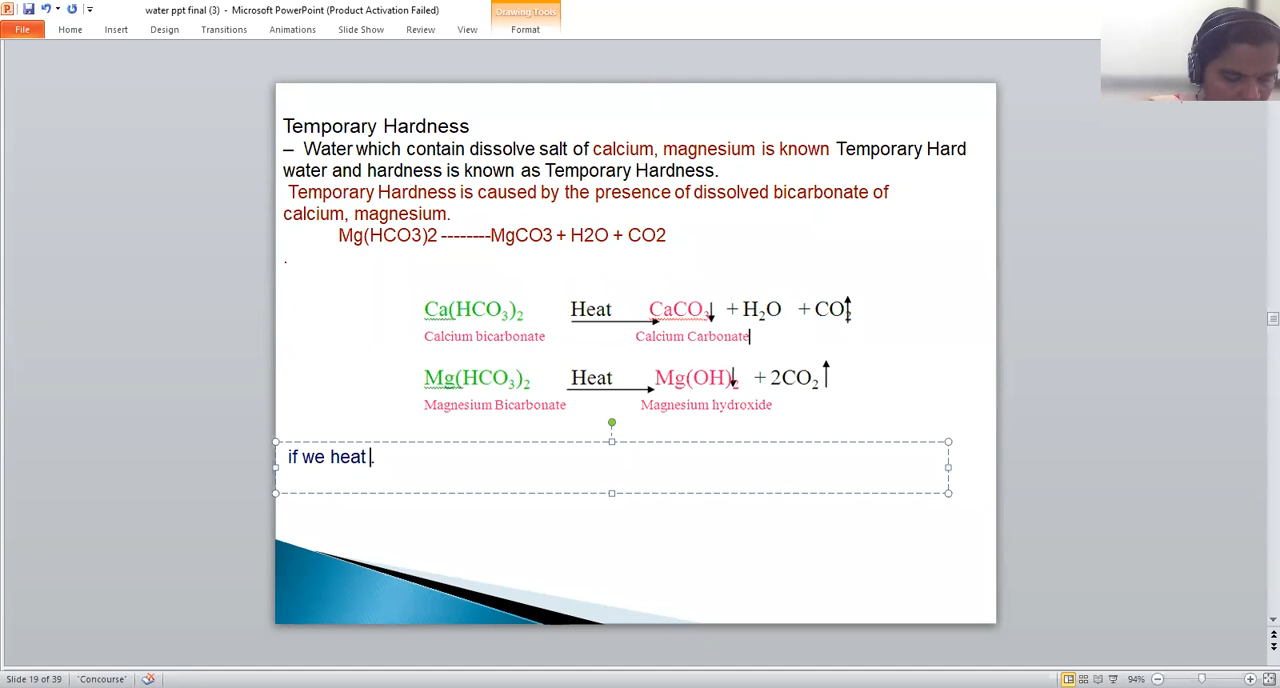 water ppt final (3) - Microsoft PowerPoint (Product Activation Failed)
Drawing Tools
File Home Insert Design Transitions Animations Slide Show Review View Format
Temporary Hardness
– Water which contain dissolve salt of calcium, magnesium is known Temporary Hard
water and hardness is known as Temporary Hardness.
Temporary Hardness is caused by the presence of dissolved bicarbonate of
calcium, magnesium.
Mg(HCO3)2 --------MgCO3 + H2O + CO2
.
Ca(HCO₃)₂ Heat CaCO₃ + H₂O + CO₂
Calcium bicarbonate Calcium Carbonate
Mg(HCO₃)₂ Heat Mg(OH)₂ + 2CO₂
Magnesium Bicarbonate Magnesium hydroxide
if we heat .
Slide 19 of 39 "Concourse" 94%